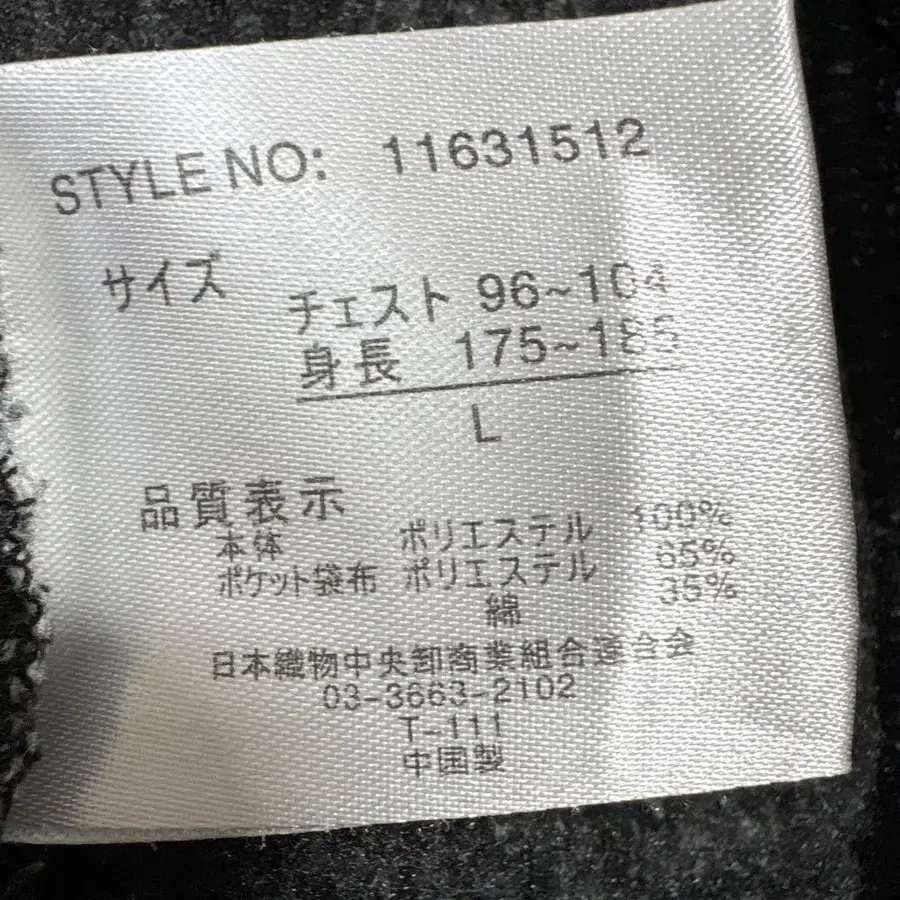 STYLE NO: 11631512
サイズ チェスト 96~104
身長 175~185
L
品質表示
本体 ポリエステル 100%
ポケット袋布 ポリエステル 65%
綿 35%
日本織物中央卸商業組合連合会
03-3663-2102
T-111
中国製